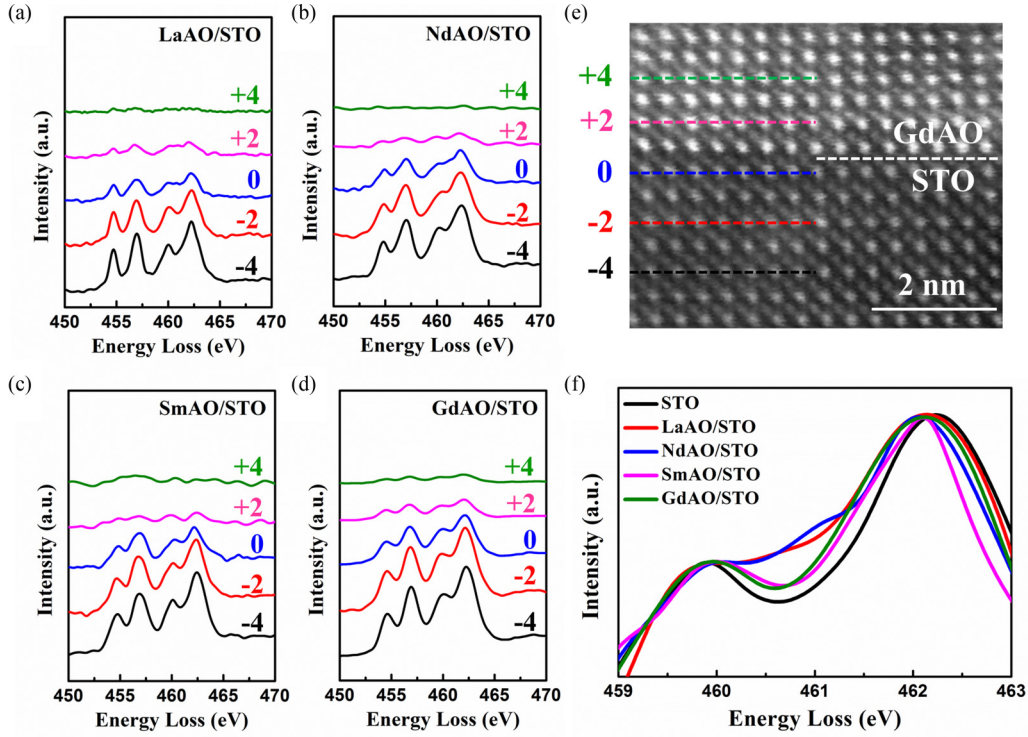 (a)
LaAO/STO
+4
+2
0
-2
-4
Intensity (a.u.)
450 455 460 465 470
Energy Loss (eV)
(b)
NdAO/STO
+4
+2
0
-2
-4
Intensity (a.u.)
450 455 460 465 470
Energy Loss (eV)
(e)
+4
+2
0
-2
-4
GdAO
STO
2 nm
(c)
SmAO/STO
+4
+2
0
-2
-4
Intensity (a.u.)
450 455 460 465 470
Energy Loss (eV)
(d)
GdAO/STO
+4
+2
0
-2
-4
Intensity (a.u.)
450 455 460 465 470
Energy Loss (eV)
(f)
STO
LaAO/STO
NdAO/STO
SmAO/STO
GdAO/STO
Intensity (a.u.)
459 460 461 462 463
Energy Loss (eV)